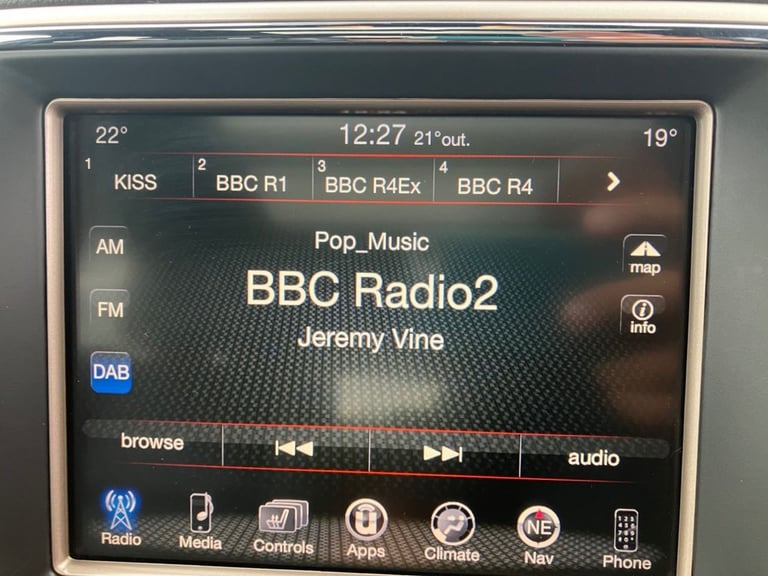 22° 12:27 21°out. 19°
1 KISS 2 BBC R1 3 BBC R4Ex 4 BBC R4
AM
Pop_Music
map
BBC Radio2
FM
info
Jeremy Vine
DAB
browse audio
NE
Radio Media Controls Apps Climate Nav Phone